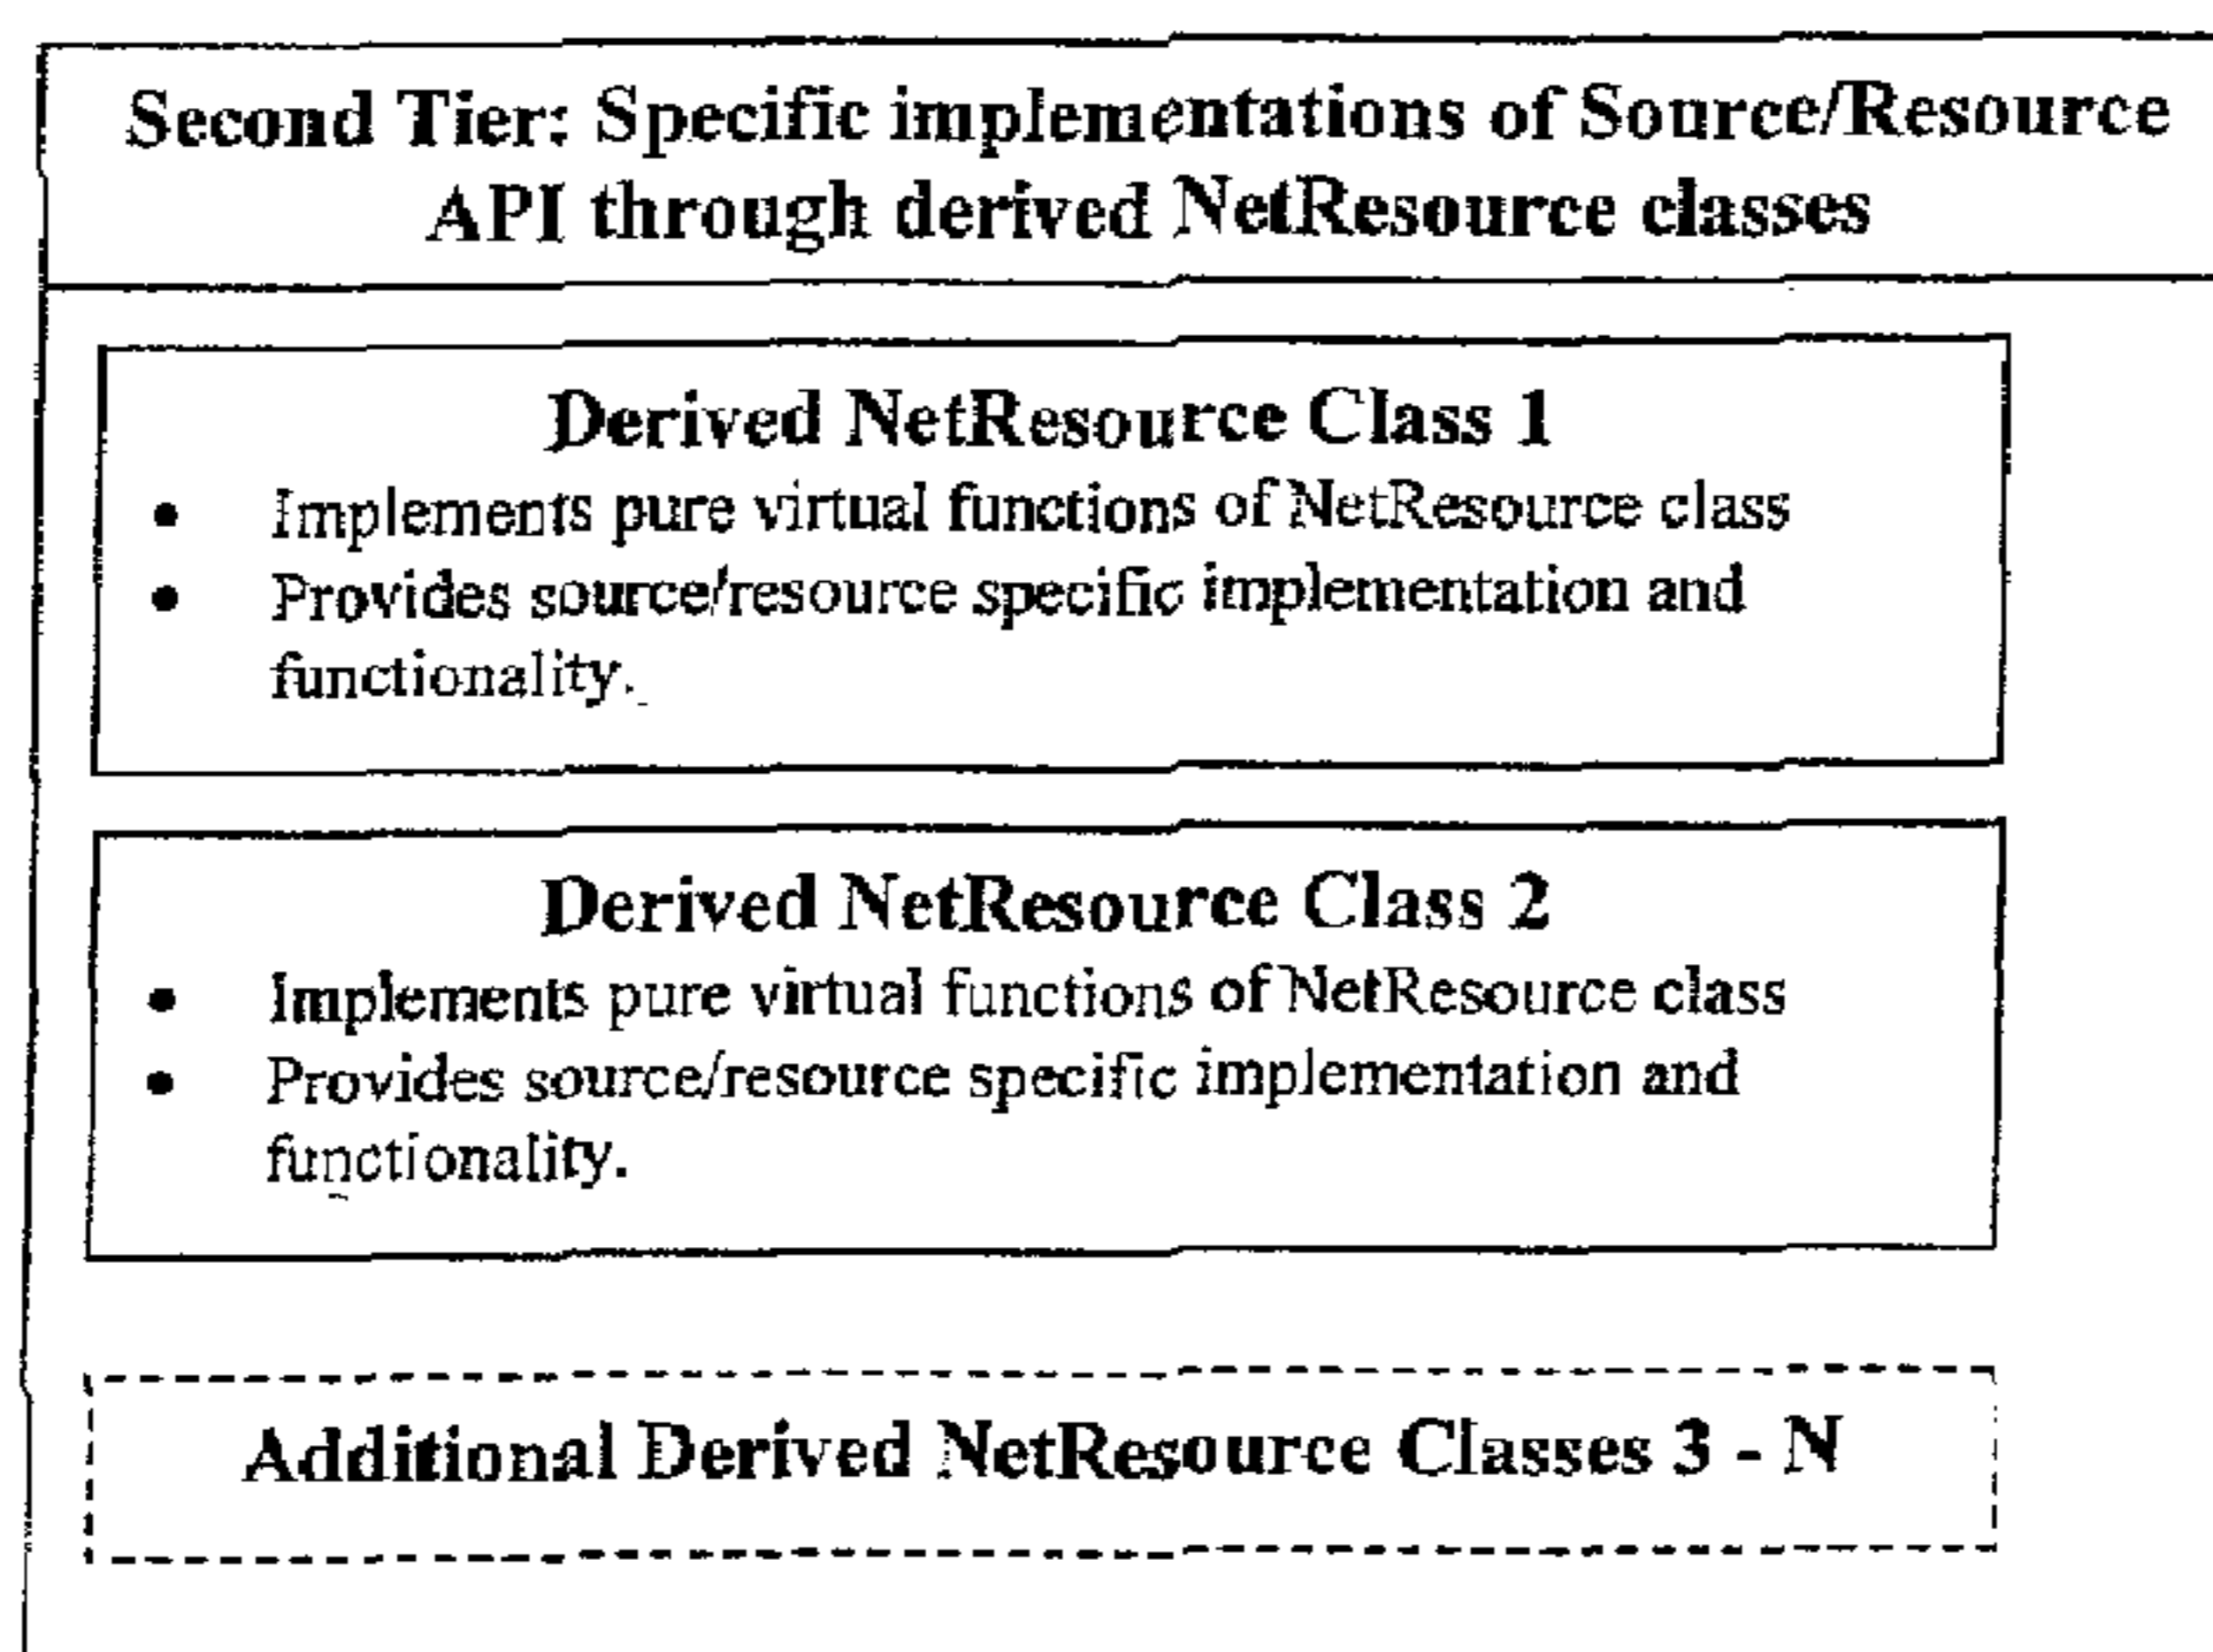 Second Tier: Specific implementations of Source/Resource
API through derived NetResource classes
Derived NetResource Class 1
• Implements pure virtual functions of NetResource class
• Provides source/resource specific implementation and
functionality.
Derived NetResource Class 2
• Implements pure virtual functions of NetResource class
• Provides source/resource specific implementation and
functionality.
Additional Derived NetResource Classes 3 - N